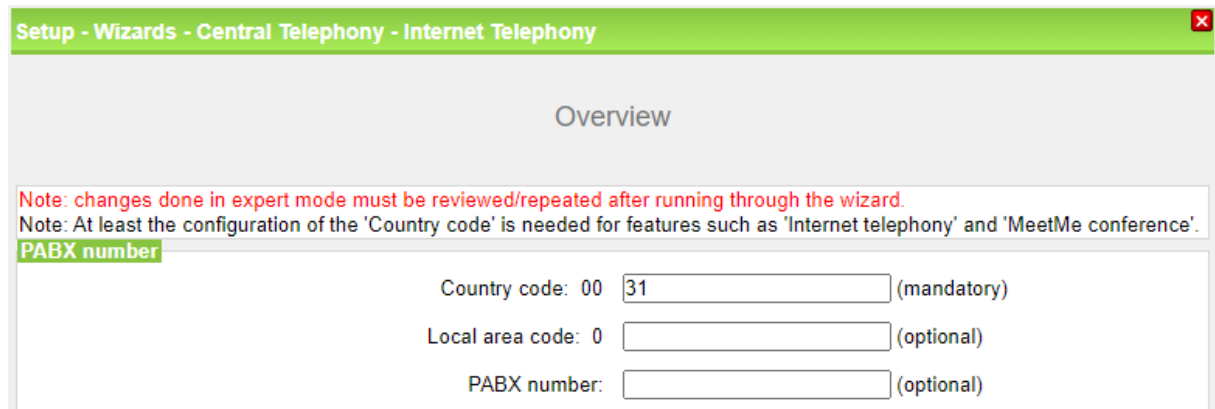 Setup - Wizards - Central Telephony - Internet Telephony
Overview
Note: changes done in expert mode must be reviewed/repeated after running through the wizard.
Note: At least the configuration of the 'Country code' is needed for features such as 'Internet telephony' and 'MeetMe conference'.
PABX number
Country code: 00 31 (mandatory)
Local area code: 0 (optional)
PABX number: (optional)